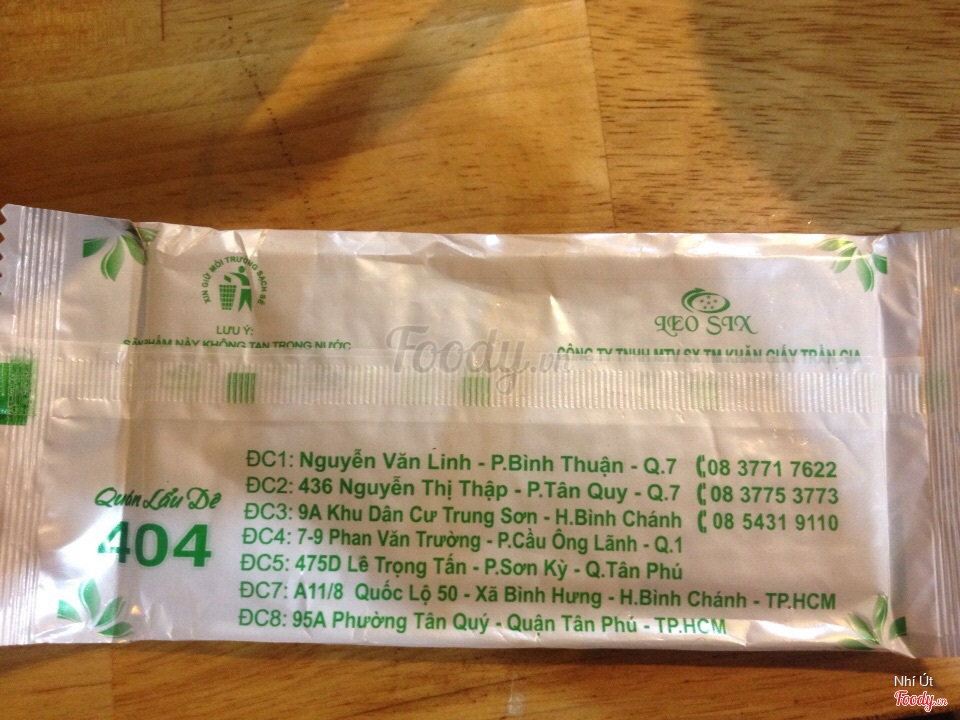 XIN GIỮ MÔI TRƯỜNG SẠCH SẼ
LƯU Ý:
SẢN PHẨM NÀY KHÔNG TAN TRONG NƯỚC
LEO SIX
CÔNG TY TNHH MTV SX TM KHĂN GIẤY TRẦN GIA
Foody.vn
Quán Lẩu Dê
404
ĐC1: Nguyễn Văn Linh - P.Bình Thuận - Q.7 08 3771 7622
ĐC2: 436 Nguyễn Thị Thập - P.Tân Quy - Q.7 08 3775 3773
ĐC3: 9A Khu Dân Cư Trung Sơn - H.Bình Chánh 08 5431 9110
ĐC4: 7-9 Phan Văn Trường - P.Cầu Ông Lãnh - Q.1
ĐC5: 475D Lê Trọng Tấn - P.Sơn Kỳ - Q.Tân Phú
ĐC7: A11/8 Quốc Lộ 50 - Xã Bình Hưng - H.Bình Chánh - TP.HCM
ĐC8: 95A Phường Tân Quý - Quận Tân Phú - TP.HCM
Nhí Út
Foody.vn